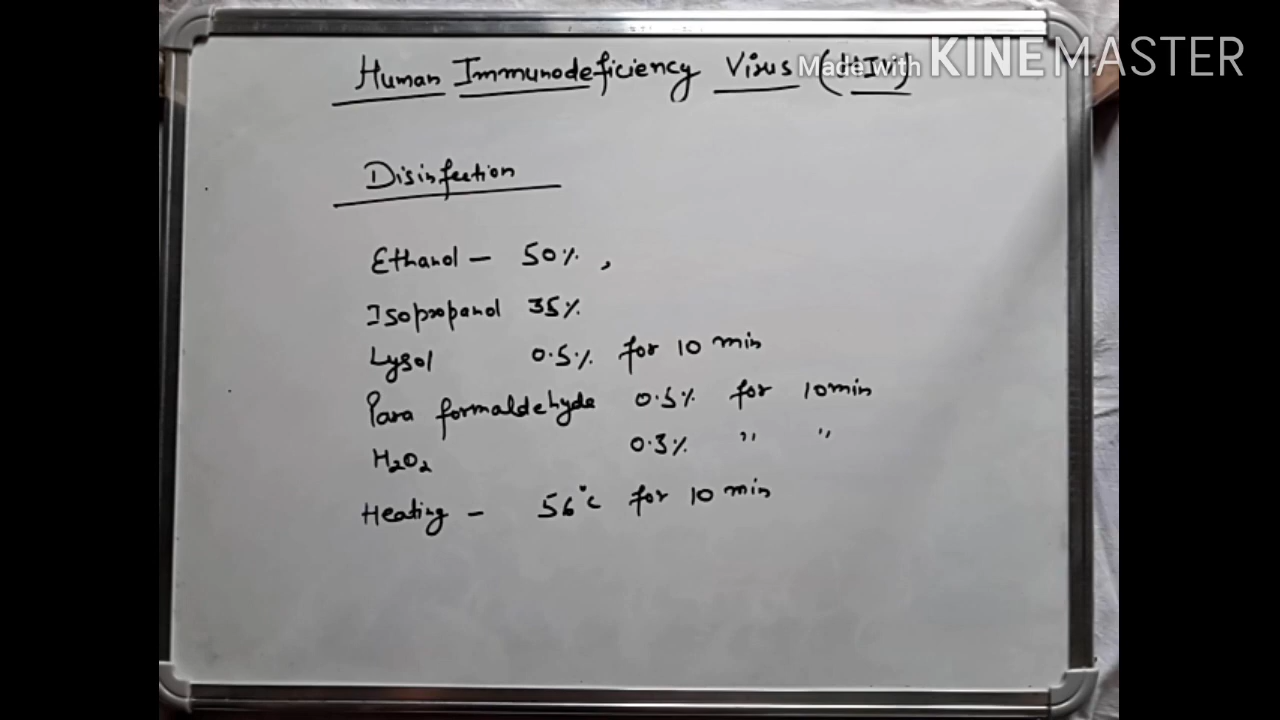 Human Immunodeficiency Virus (HIV)
Made with KINEMASTER
Disinfection
Ethanol - 50%,
Isopropanol 35%
Lysol 0.5% for 10 min
Para formaldehyde 0.5% for 10min
H₂O₂ 0.3% " "
Heating - 56°c for 10 min